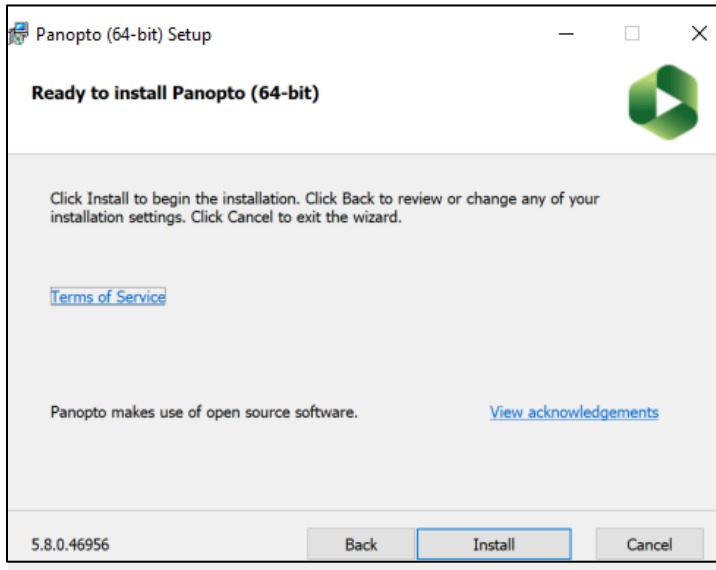 Panopto (64-bit) Setup
Ready to install Panopto (64-bit)
Click Install to begin the installation. Click Back to review or change any of your
installation settings. Click Cancel to exit the wizard.
Terms of Service
Panopto makes use of open source software. View acknowledgements
5.8.0.46956 Back Install Cancel